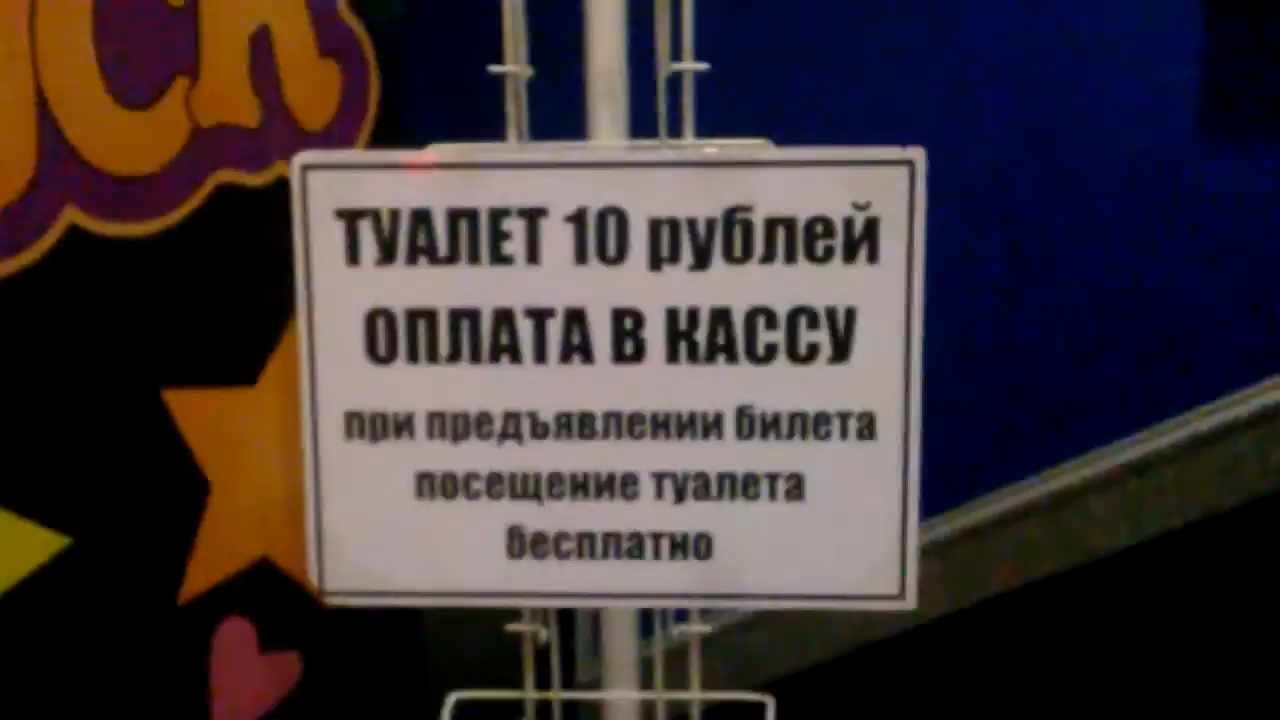 ТУАЛЕТ 10 рублей
ОПЛАТА В КАССУ
при предъявлении билета
посещение туалета
бесплатно